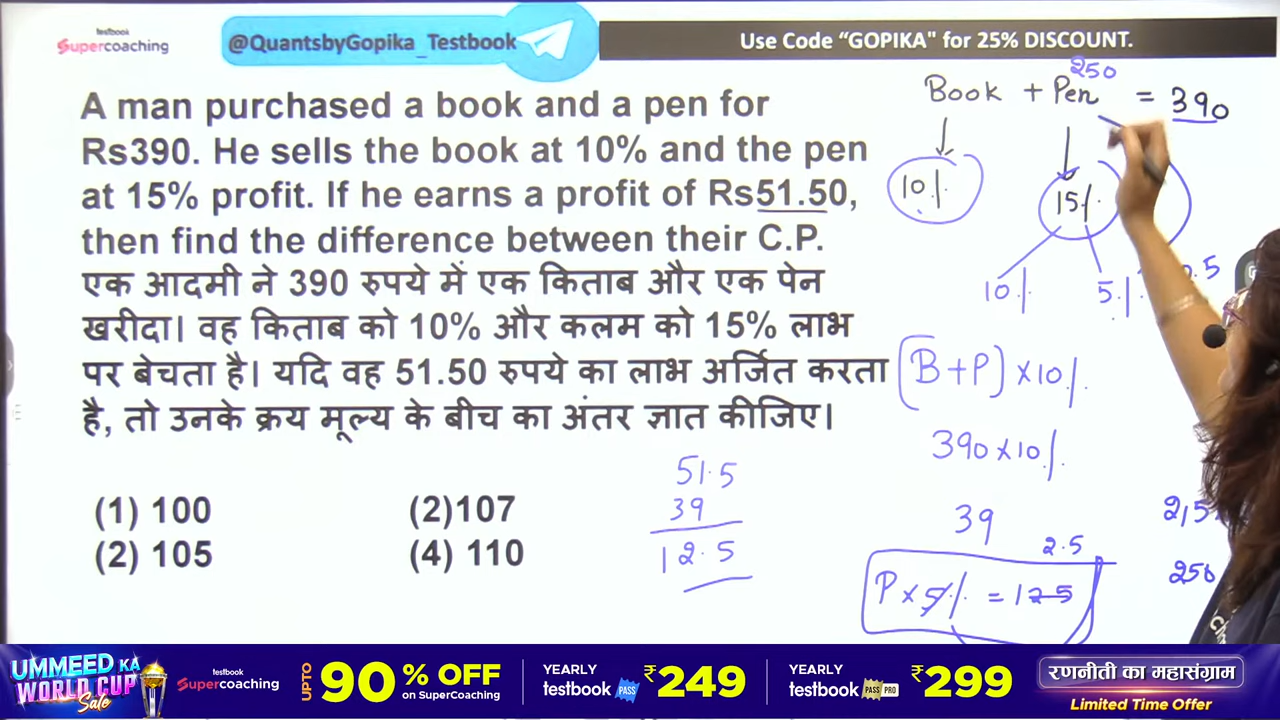 testbook
Supercoaching
@QuantsbyGopika_Testbook
Use Code “GOPIKA" for 25% DISCOUNT.
A man purchased a book and a pen for
Rs390. He sells the book at 10% and the pen
at 15% profit. If he earns a profit of Rs51.50,
then find the difference between their C.P.
एक आदमी ने 390 रुपये में एक किताब और एक पेन
खरीदा। वह किताब को 10% और कलम को 15% लाभ
पर बेचता है। यदि वह 51.50 रुपये का लाभ अर्जित करता
है, तो उनके क्रय मूल्य के बीच का अंतर ज्ञात कीजिए।
(1) 100 (2)107
(2) 105 (4) 110
51.5
39
12.5
250
Book + Pen = 390
10% 15%
10% 5%
(B+P) x 10%
390 x 10%
39
2.5
P x 5% = 125
250
UMMEED KA
WORLD CUP
Sale
testbook
Supercoaching
UPTO 90% OFF
on SuperCoaching
YEARLY
testbook PASS
₹249
YEARLY
testbook PASS PRO
₹299
रणनीती का महासंग्राम
Limited Time Offer